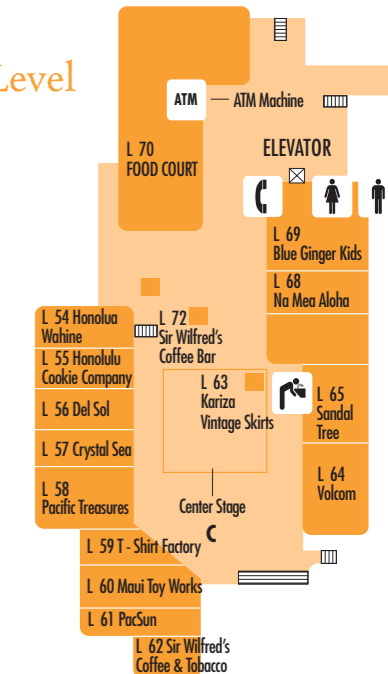 Level
ATM
ATM Machine
L 70
FOOD COURT
ELEVATOR
L 69
Blue Ginger Kids
L 68
Na Mea Aloha
L 54 Honolua
Wahine
L 72
Sir Wilfred's
Coffee Bar
L 55 Honolulu
Cookie Company
L 56 Del Sol
L 57 Crystal Sea
L 58
Pacific Treasures
L 63
Kariza
Vintage Skirts
L 65
Sandal
Tree
L 64
Volcom
Center Stage
L 59 T - Shirt Factory
L 60 Maui Toy Works
L 61 PacSun
L 62 Sir Wilfred's
Coffee & Tobacco